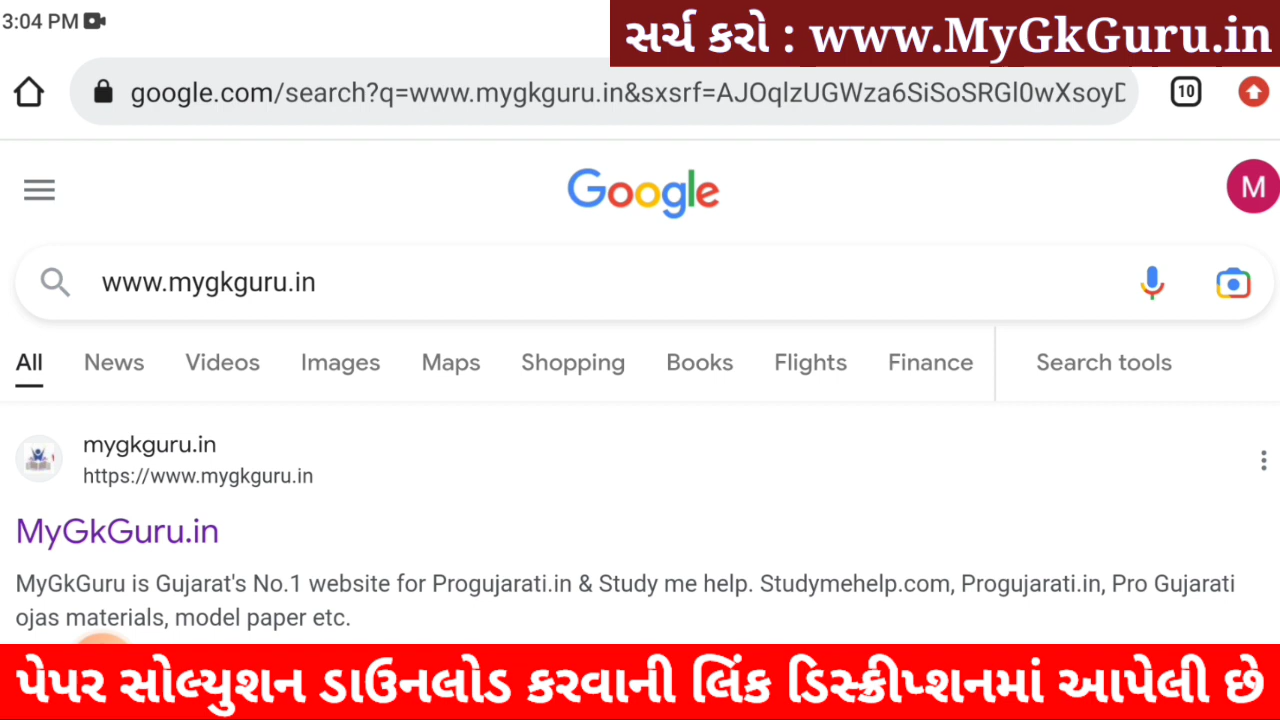 3:04 PM
સર્ચ કરો : www.MyGkGuru.in
google.com/search?q=www.mygkguru.in&sxsrf=AJOqlzUGWza6SiSoSRGl0wXsoyD
10
Google
M
www.mygkguru.in
All News Videos Images Maps Shopping Books Flights Finance Search tools
mygkguru.in
https://www.mygkguru.in
MyGkGuru.in
MyGkGuru is Gujarat's No.1 website for Progujarati.in & Study me help. Studymehelp.com, Progujarati.in, Pro Gujarati
ojas materials, model paper etc.
પેપર સોલ્યુશન ડાઉનલોડ કરવાની લિંક ડિસ્ક્રીપ્શનમાં આપેલી છે